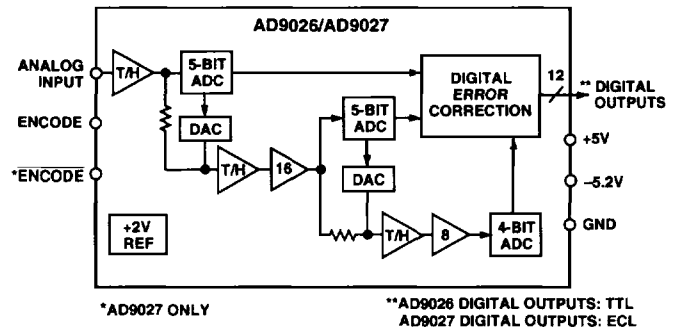 AD9026/AD9027
ANALOG
INPUT
T/H
5-BIT
ADC
DIGITAL
ERROR
CORRECTION
12
** DIGITAL
OUTPUTS
ENCODE
DAC
5-BIT
ADC
+5V
*ENCODE
T/H
16
DAC
–5.2V
+2V
REF
T/H
8
4-BIT
ADC
GND
*AD9027 ONLY
**AD9026 DIGITAL OUTPUTS: TTL
AD9027 DIGITAL OUTPUTS: ECL